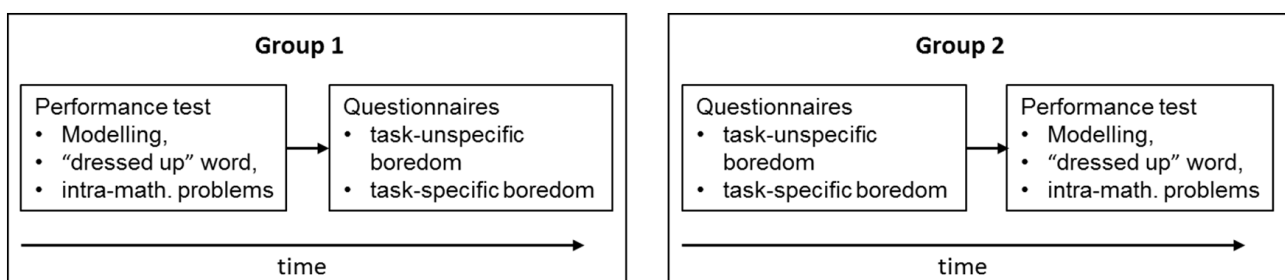 Group 1
Performance test
• Modelling,
• “dressed up” word,
• intra-math. problems
Questionnaires
• task-unspecific
boredom
• task-specific boredom
time
Group 2
Questionnaires
• task-unspecific
boredom
• task-specific boredom
Performance test
• Modelling,
• “dressed up” word,
• intra-math. problems
time